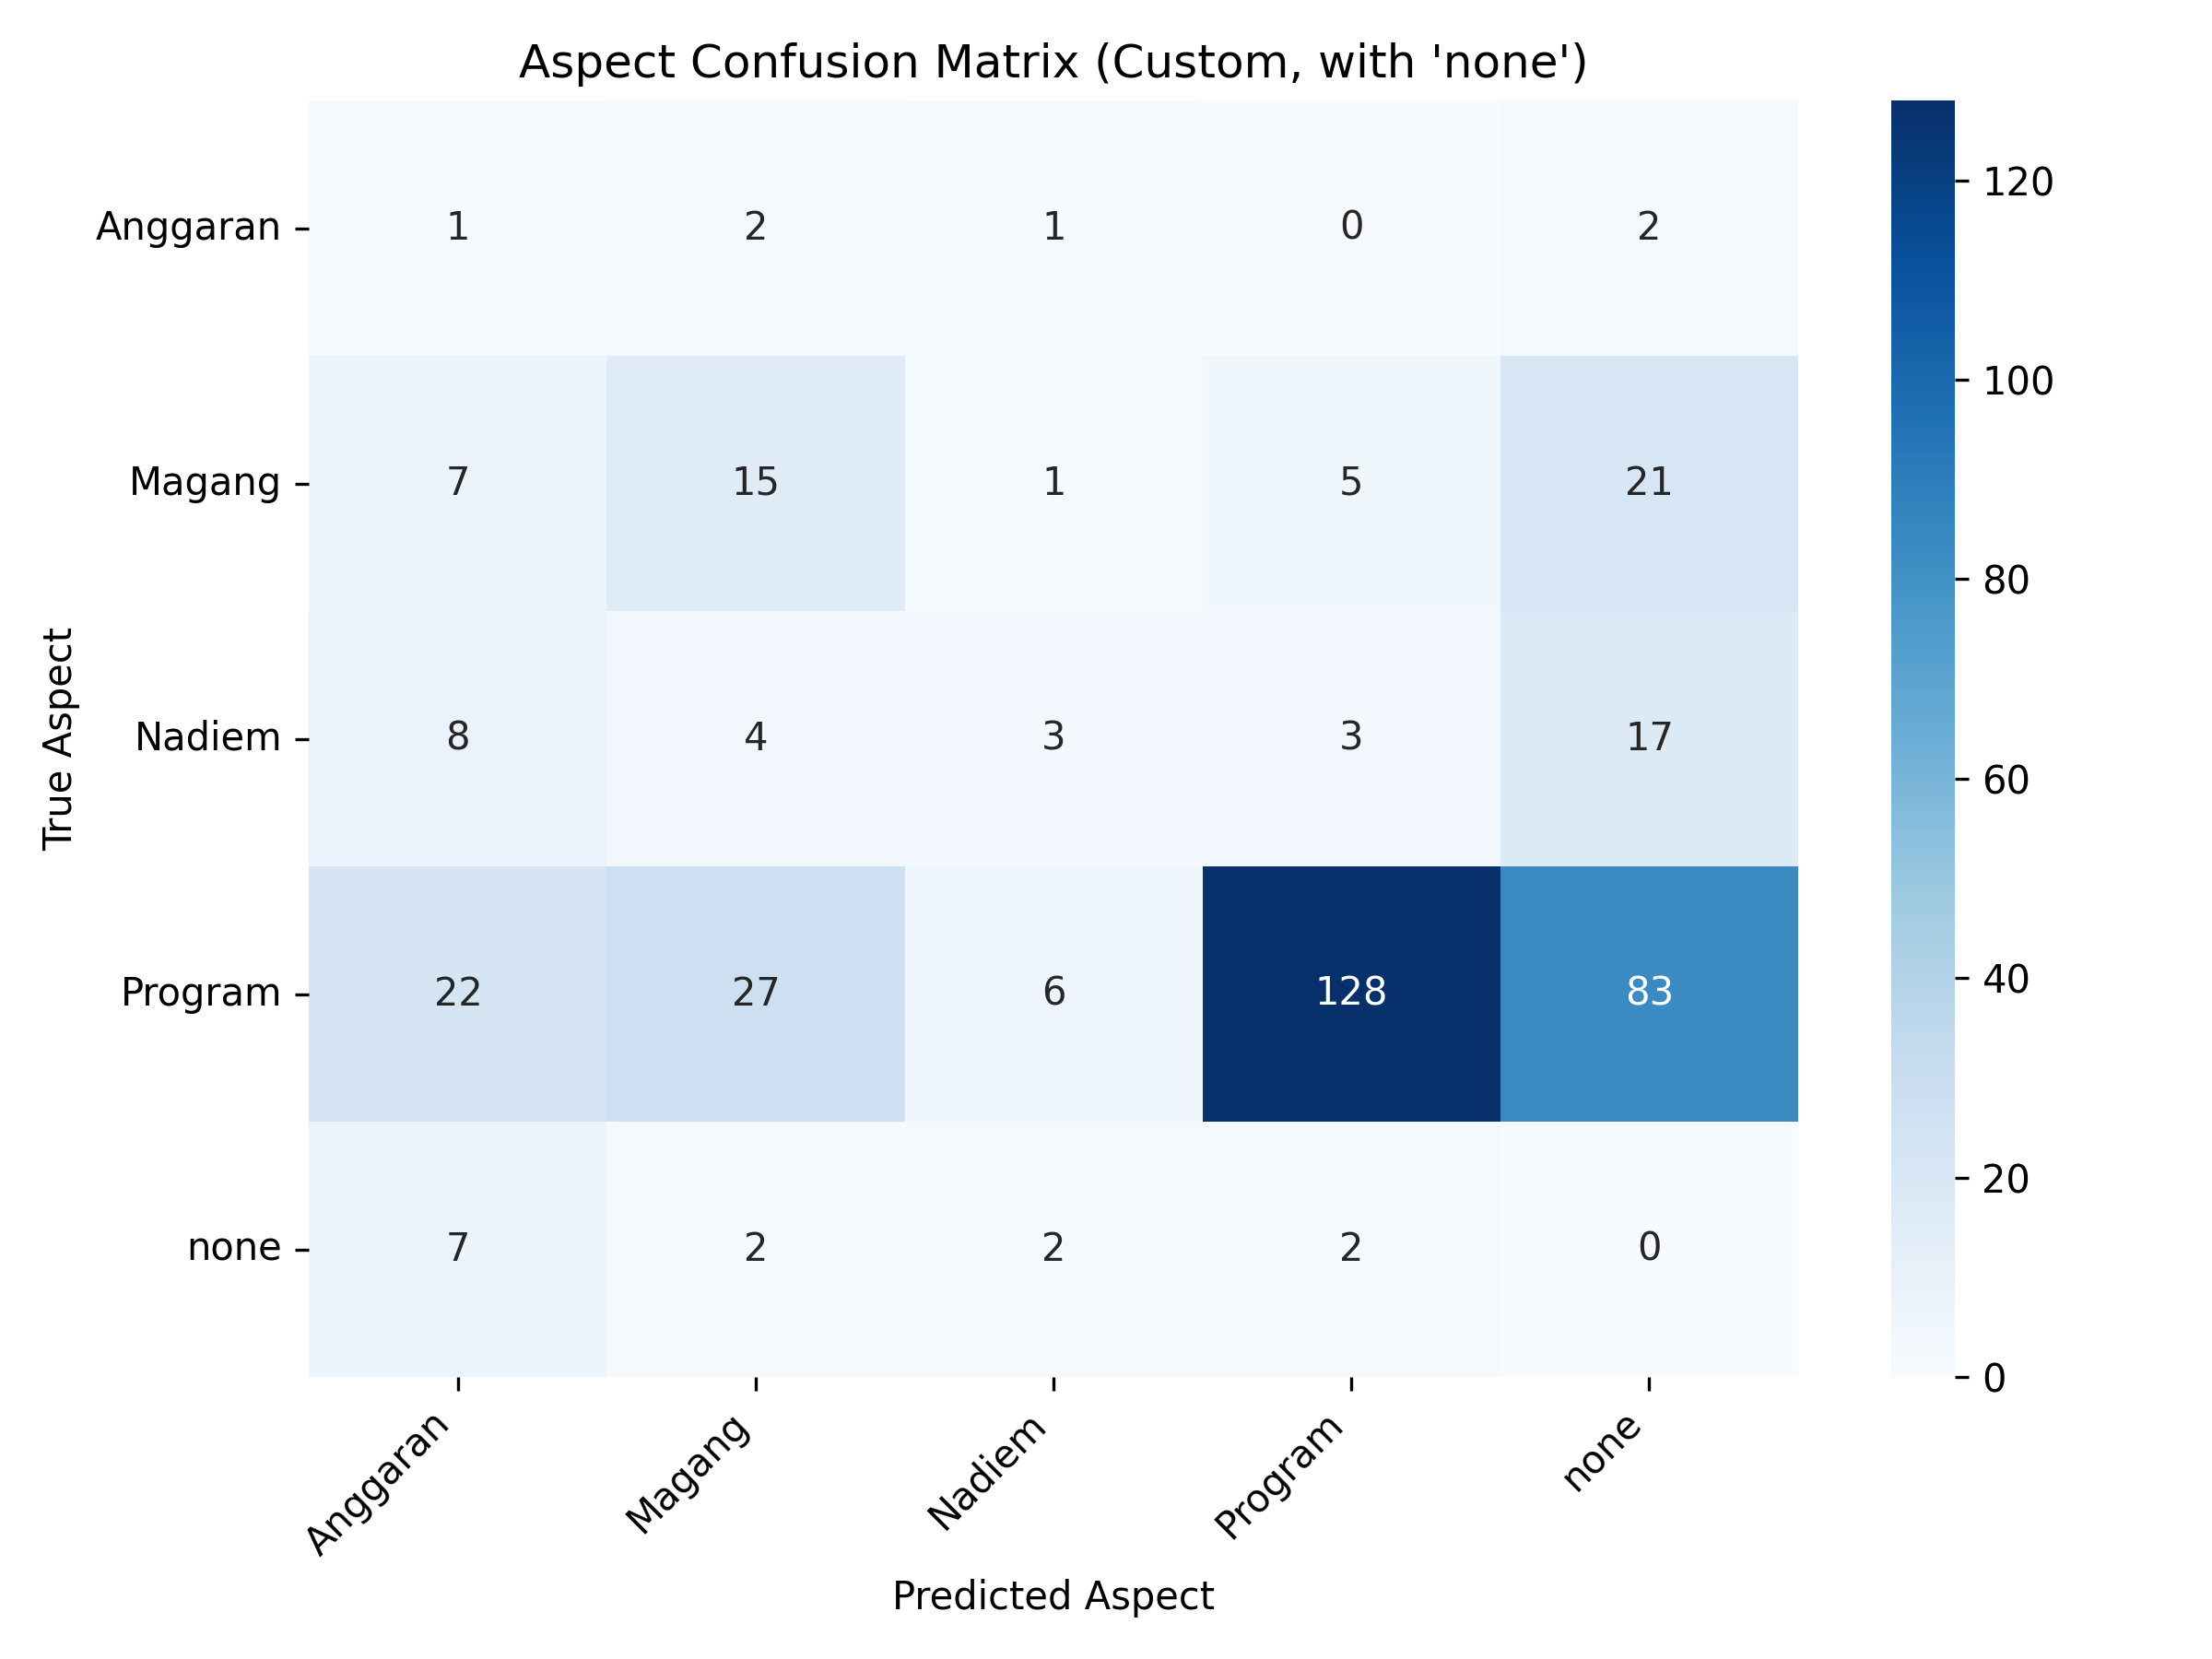 Aspect Confusion Matrix (Custom, with 'none')
Anggaran 1 2 1 0 2
Magang 7 15 1 5 21
Nadiem 8 4 3 3 17
Program 22 27 6 128 83
none 7 2 2 2 0
Anggaran Magang Nadiem Program none
Predicted Aspect
True Aspect
120
100
80
60
40
20
0